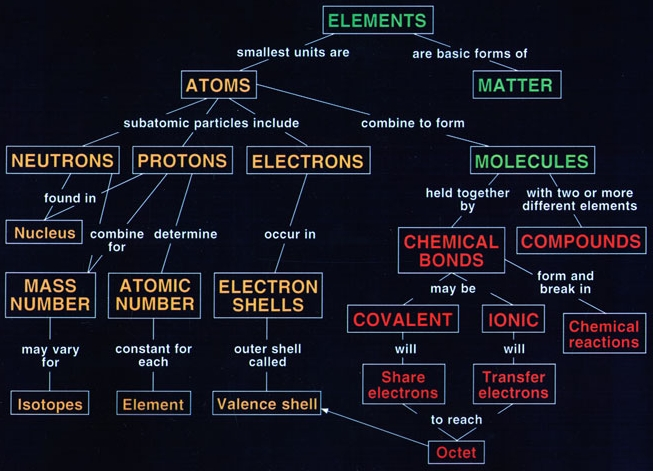 ELEMENTS
smallest units are
are basic forms of
ATOMS
MATTER
subatomic particles include
combine to form
NEUTRONS
PROTONS
ELECTRONS
MOLECULES
found in
held together
by
with two or more
different elements
Nucleus
combine
for
determine
occur in
CHEMICAL
BONDS
COMPOUNDS
MASS
NUMBER
ATOMIC
NUMBER
ELECTRON
SHELLS
may be
form and
break in
COVALENT
IONIC
Chemical
reactions
may vary
for
constant for
each
outer shell
called
will
will
Isotopes
Element
Valence shell
Share
electrons
Transfer
electrons
to reach
Octet